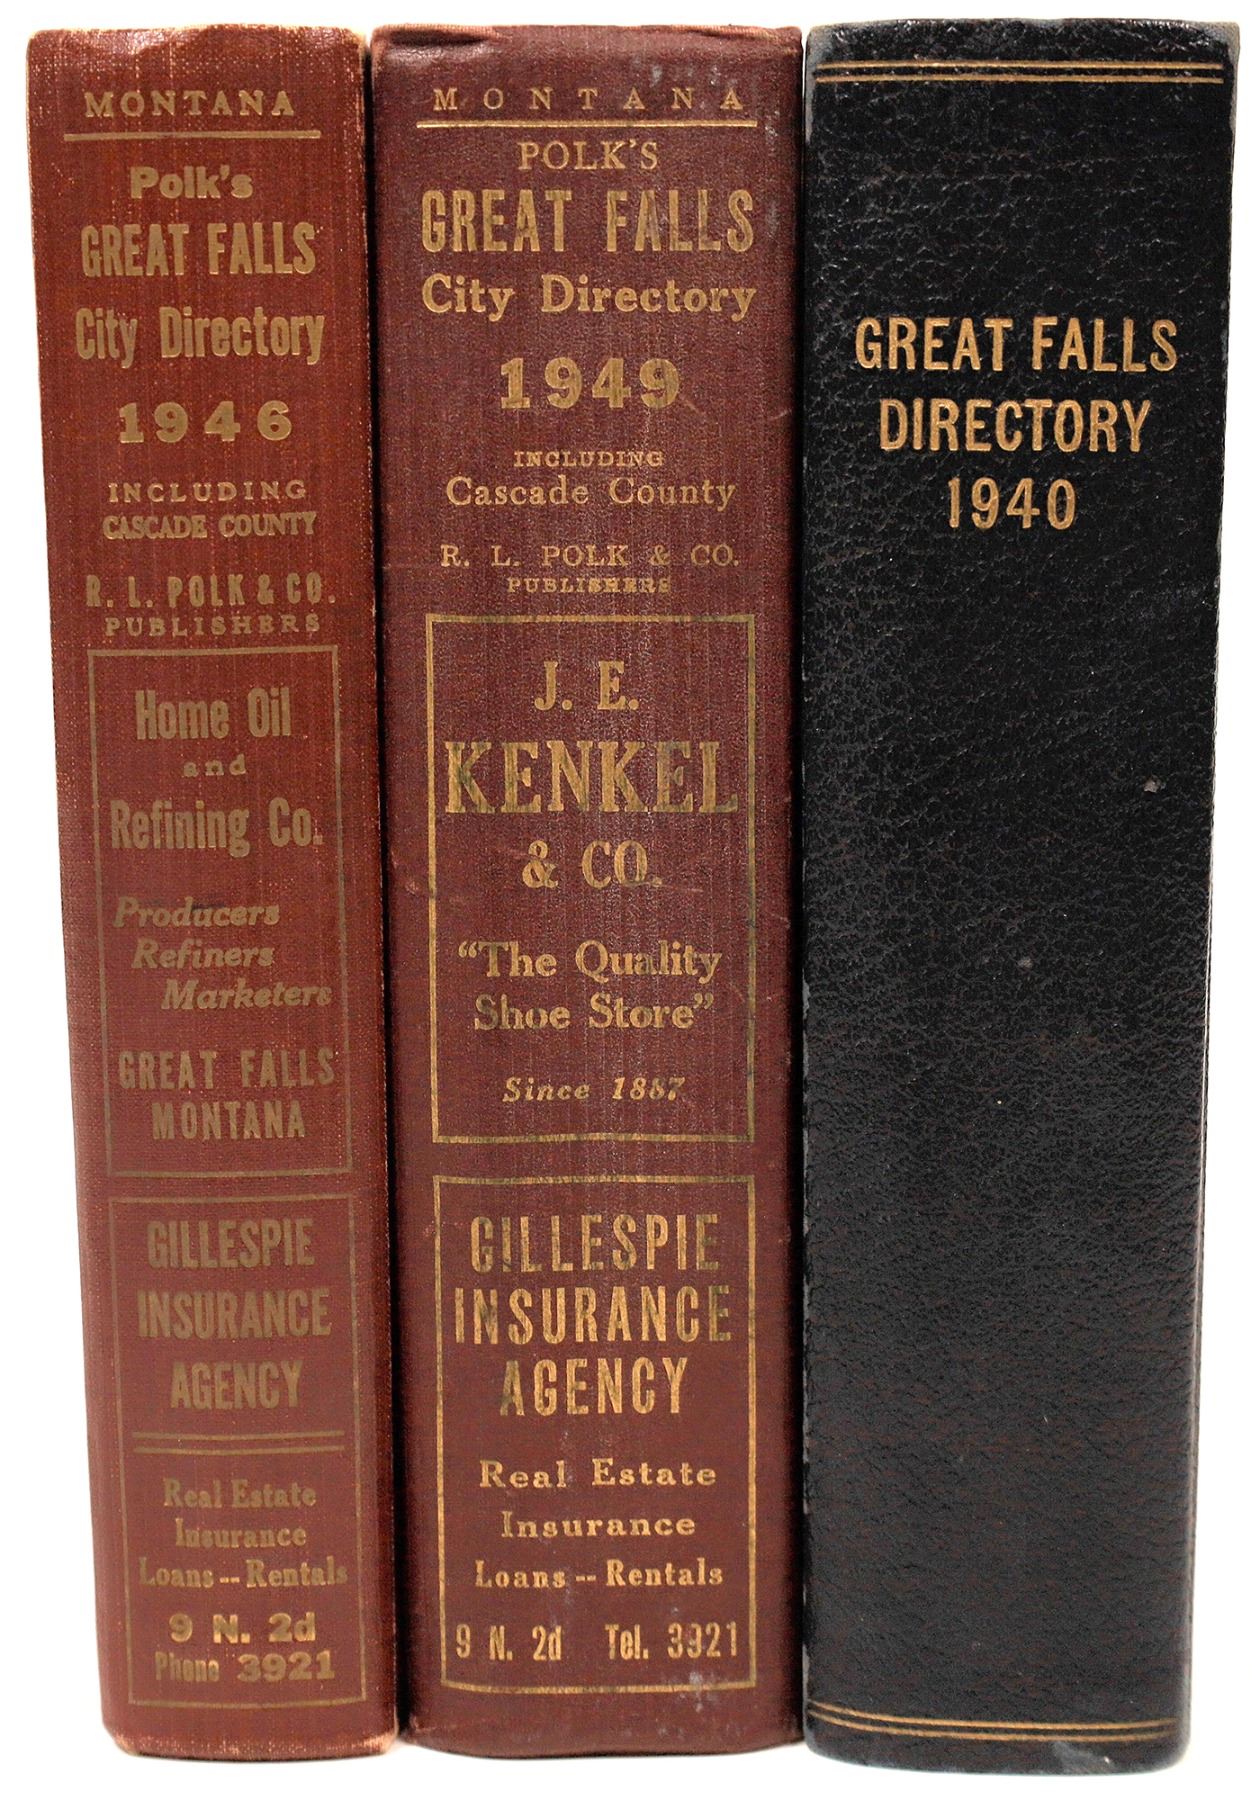 MONTANA
Polk's
GREAT FALLS
City Directory
1946
INCLUDING
CASCADE COUNTY
R. L. POLK & CO.
PUBLISHERS
Home Oil
and
Refining Co.
Producers
Refiners
Marketers
GREAT FALLS
MONTANA
GILLESPIE
INSURANCE
AGENCY
Real Estate
Insurance
Loans -- Rentals
9 N. 2d
Phone 3921
MONTANA
POLK'S
GREAT FALLS
City Directory
1949
INCLUDING
Cascade County
R. L. POLK & CO.
PUBLISHERS
J. E.
KENKEL
& CO.
“The Quality
Shoe Store”
Since 1887
GILLESPIE
INSURANCE
AGENCY
Real Estate
Insurance
Loans -- Rentals
9 N. 2d Tel. 3921
GREAT FALLS
DIRECTORY
1940